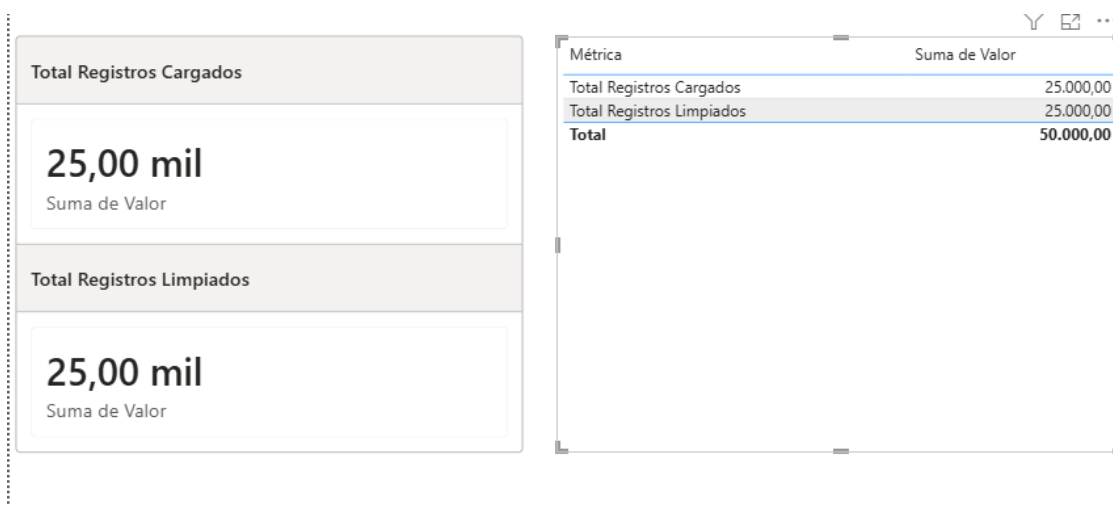 Total Registros Cargados
25,00 mil
Suma de Valor
Total Registros Limpiados
25,00 mil
Suma de Valor
Métrica Suma de Valor
Total Registros Cargados 25.000,00
Total Registros Limpiados 25.000,00
Total 50.000,00